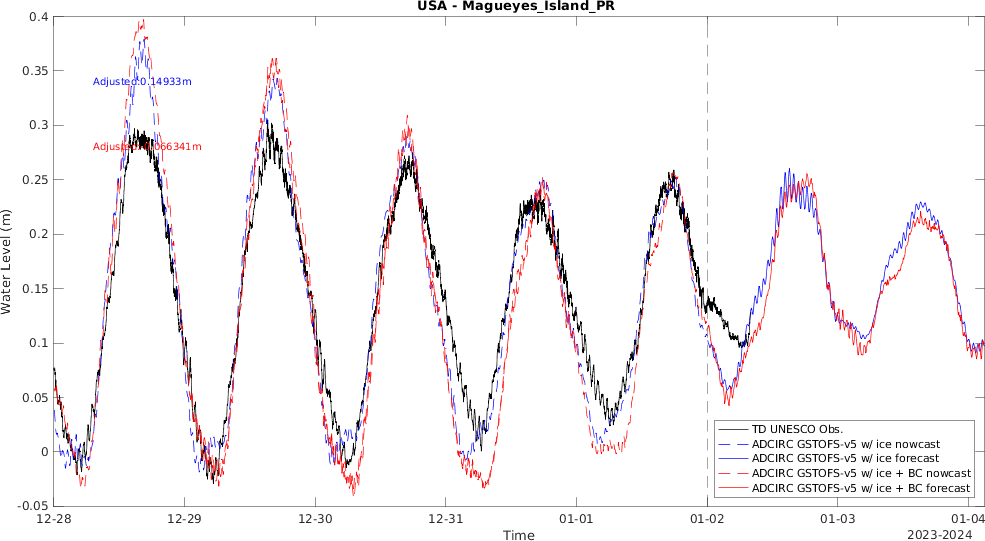 USA - Magueyes_Island_PR
0.4
0.35
0.3
0.25
0.2
0.15
0.1
0.05
0
-0.05
Water Level (m)
Adjusted:0.14933m
Adjusted:0.066341m
TD UNESCO Obs.
ADCIRC GSTOFS-v5 w/ ice nowcast
ADCIRC GSTOFS-v5 w/ ice forecast
ADCIRC GSTOFS-v5 w/ ice + BC nowcast
ADCIRC GSTOFS-v5 w/ ice + BC forecast
12-28 12-29 12-30 12-31 01-01 01-02 01-03 01-04
Time
2023-2024